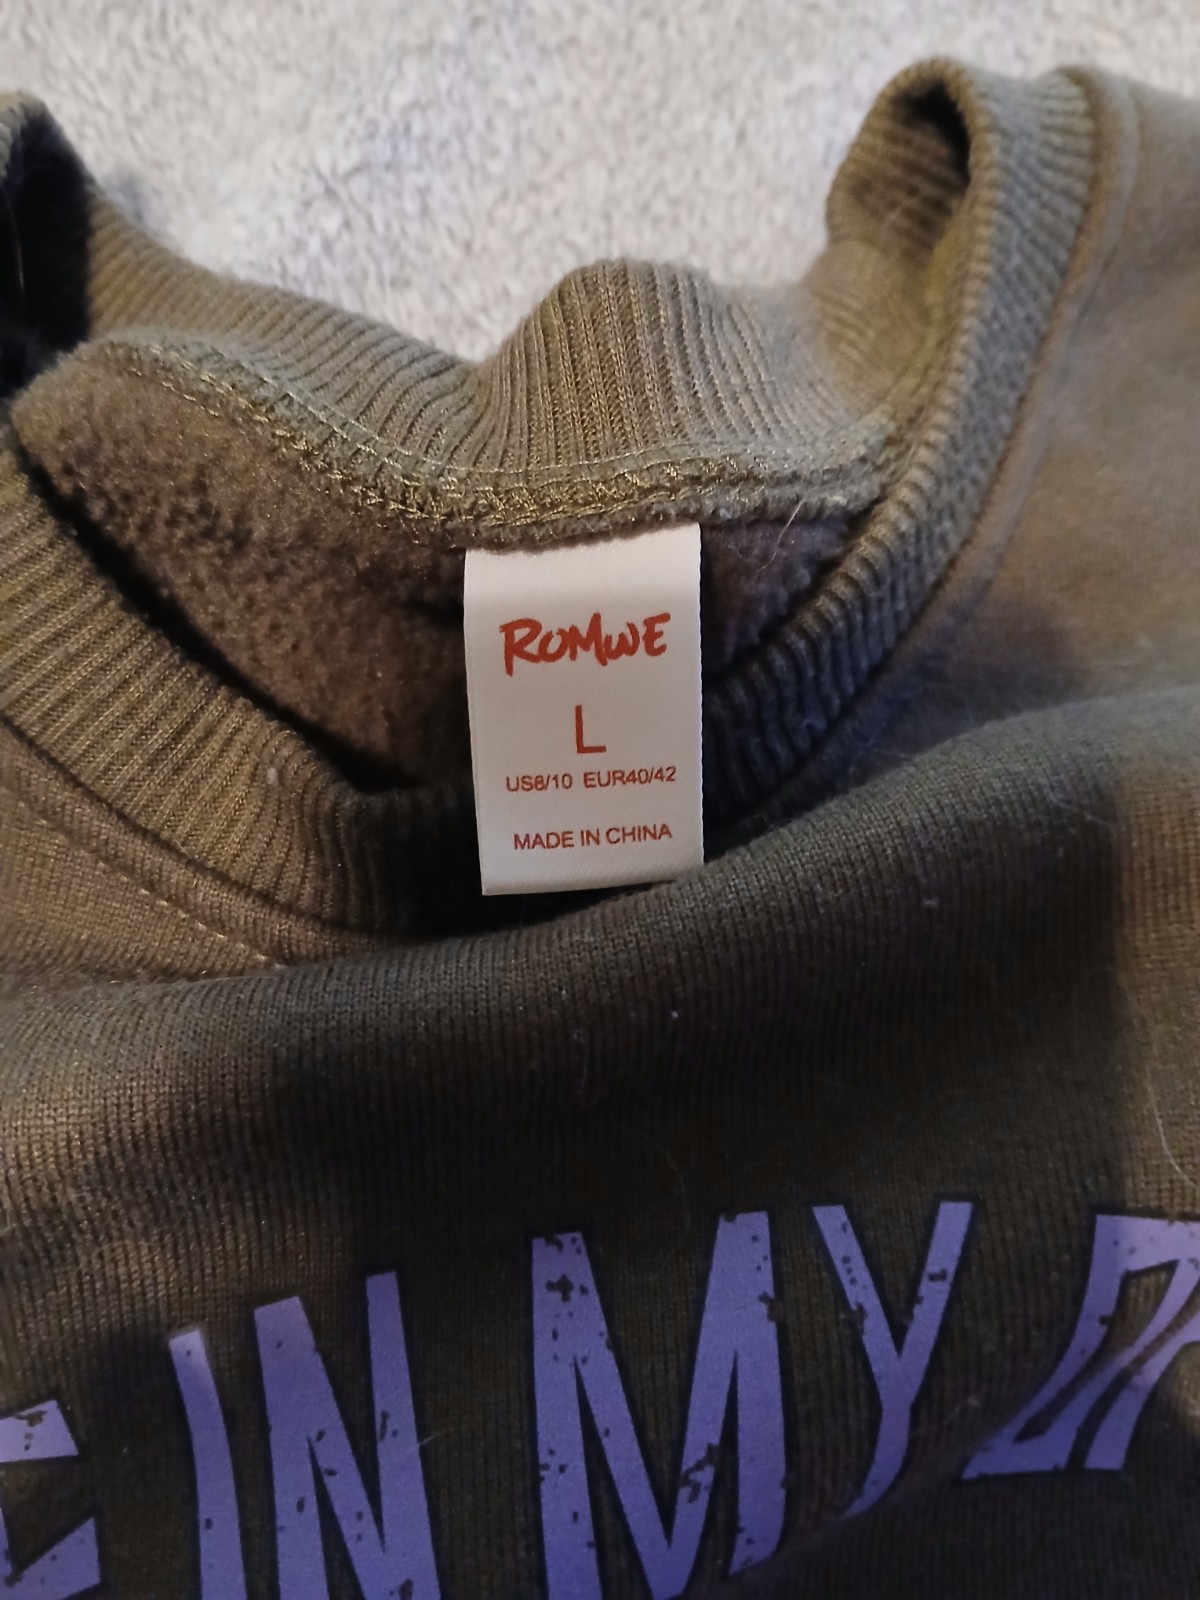 ROMWE
L
US8/10 EUR40/42
MADE IN CHINA
IN MY